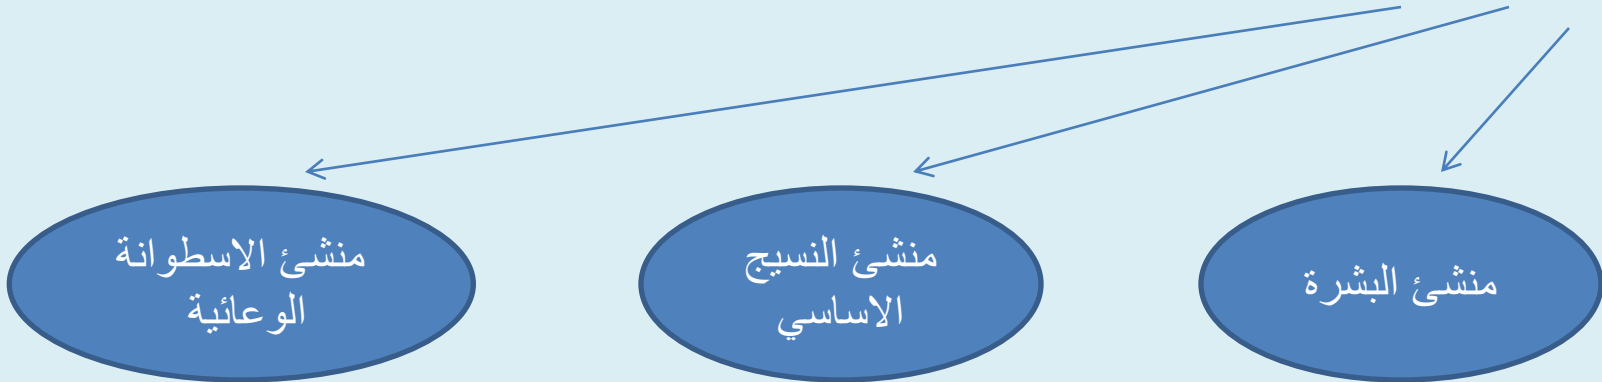 منشئ البشرة
منشئ النسيج
الاساسي
منشئ الاسطوانة
الوعائية